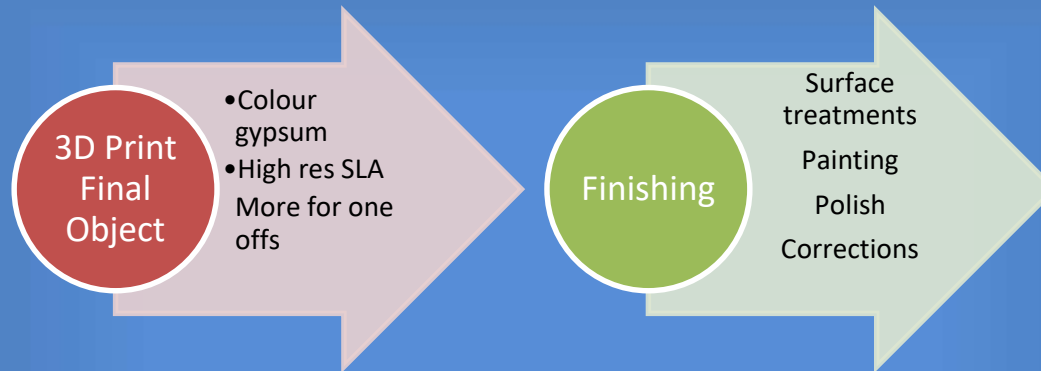 3D Print
Final
Object
•Colour
gypsum
•High res SLA
More for one
offs
Finishing
Surface
treatments
Painting
Polish
Corrections